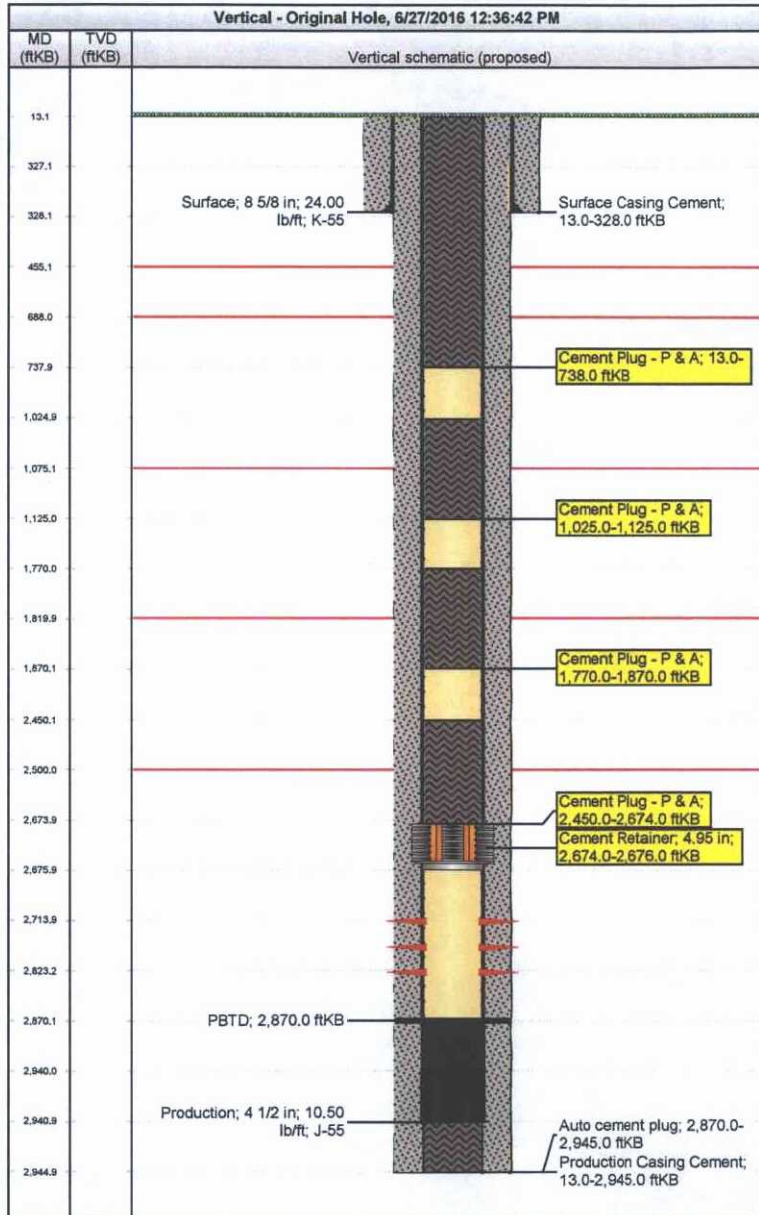 Vertical - Original Hole, 6/27/2016 12:36:42 PM
MD
(ftKB)
TVD
(ftKB)
Vertical schematic (proposed)
13.1
327.1
Surface; 8 5/8 in; 24.00
lb/ft; K-55
Surface Casing Cement;
13.0-328.0 ftKB
328.1
455.1
688.0
737.9
Cement Plug - P & A; 13.0-
738.0 ftKB
1,024.9
1,075.1
1,125.0
Cement Plug - P & A;
1,025.0-1,125.0 ftKB
1,770.0
1,819.9
1,870.1
Cement Plug - P & A;
1,770.0-1,870.0 ftKB
2,450.1
2,500.0
2,673.9
Cement Plug - P & A;
2,450.0-2,674.0 ftKB
Cement Retainer; 4.95 in;
2,674.0-2,676.0 ftKB
2,675.9
2,713.9
2,823.2
2,870.1
PBTD; 2,870.0 ftKB
2,940.0
2,940.9
Production; 4 1/2 in; 10.50
lb/ft; J-55
Auto cement plug; 2,870.0-
2,945.0 ftKB
Production Casing Cement;
13.0-2,945.0 ftKB
2,944.9